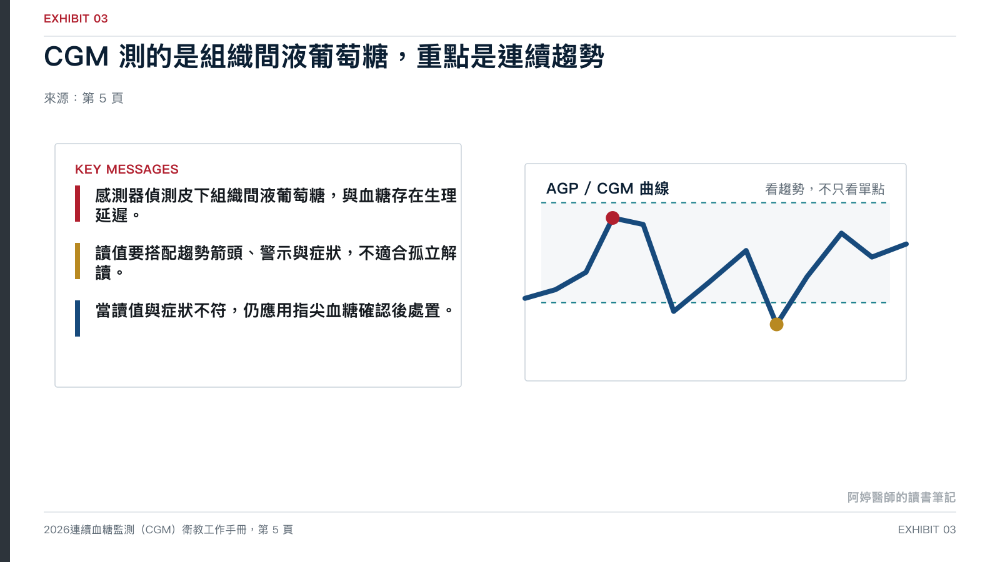 EXHIBIT 03
CGM 測的是組織間液葡萄糖，重點是連續趨勢
來源：第 5 頁
KEY MESSAGES
感測器偵測皮下組織間液葡萄糖，與血糖存在生理
延遲。
讀值要搭配趨勢箭頭、警示與症狀，不適合孤立解
讀。
當讀值與症狀不符，仍應用指尖血糖確認後處置。
AGP / CGM 曲線
看趨勢，不只看單點
阿婷醫師的讀書筆記
2026連續血糖監測（CGM）衛教工作手冊，第 5 頁
EXHIBIT 03